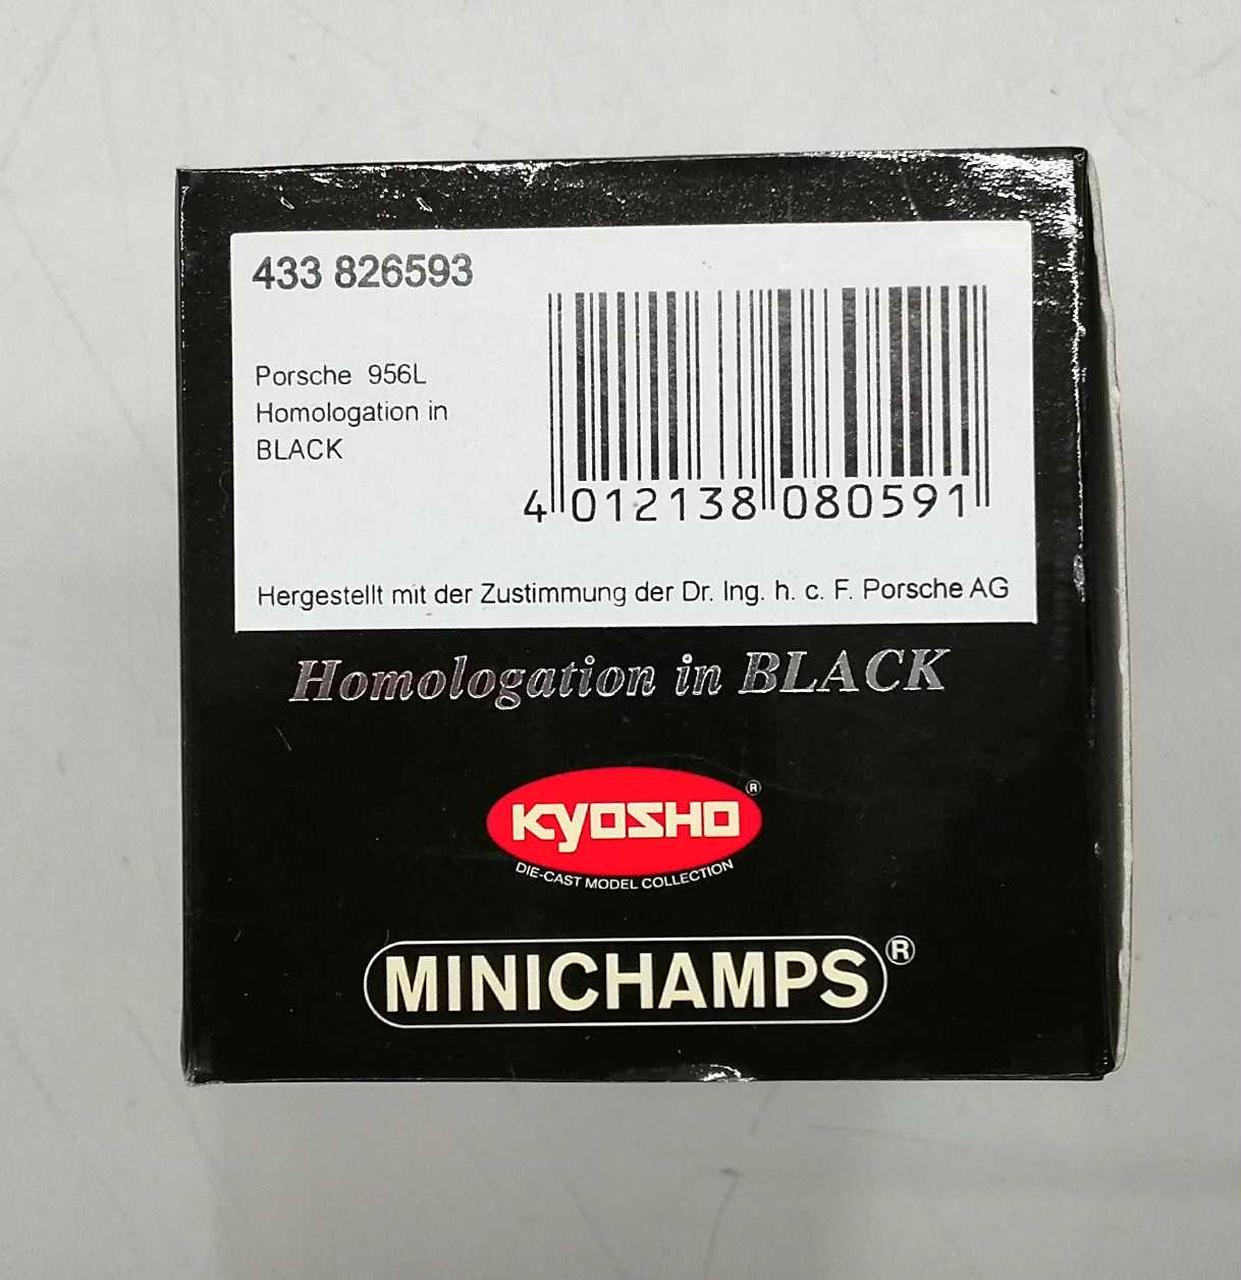 433 826593
Porsche 956L
Homologation in
BLACK
4 012138 080591
Hergestellt mit der Zustimmung der Dr. Ing. h. c. F. Porsche AG
Homologation in BLACK
KYOSHO ®
DIE-CAST MODEL COLLECTION
MINICHAMPS ®